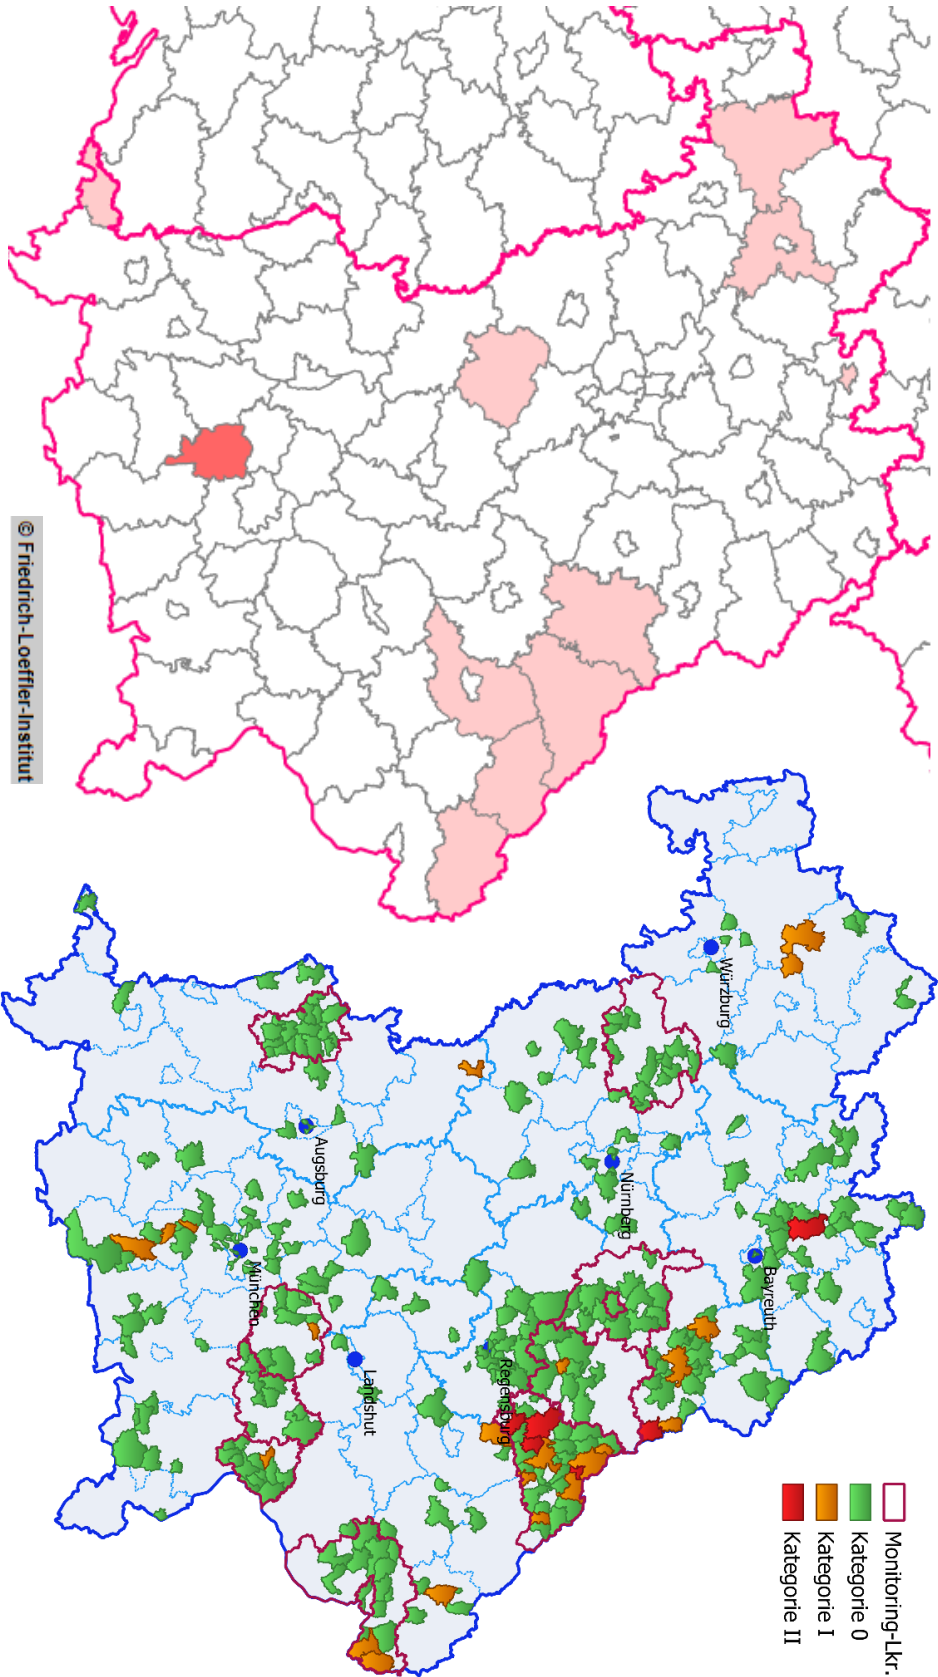 © Friedrich-Loeffler-Institut
Monitoring-Lkr.
Kategorie 0
Kategorie I
Kategorie II
Würzburg
Bayreuth
Nürnberg
Regensburg
Landshut
Augsburg
München